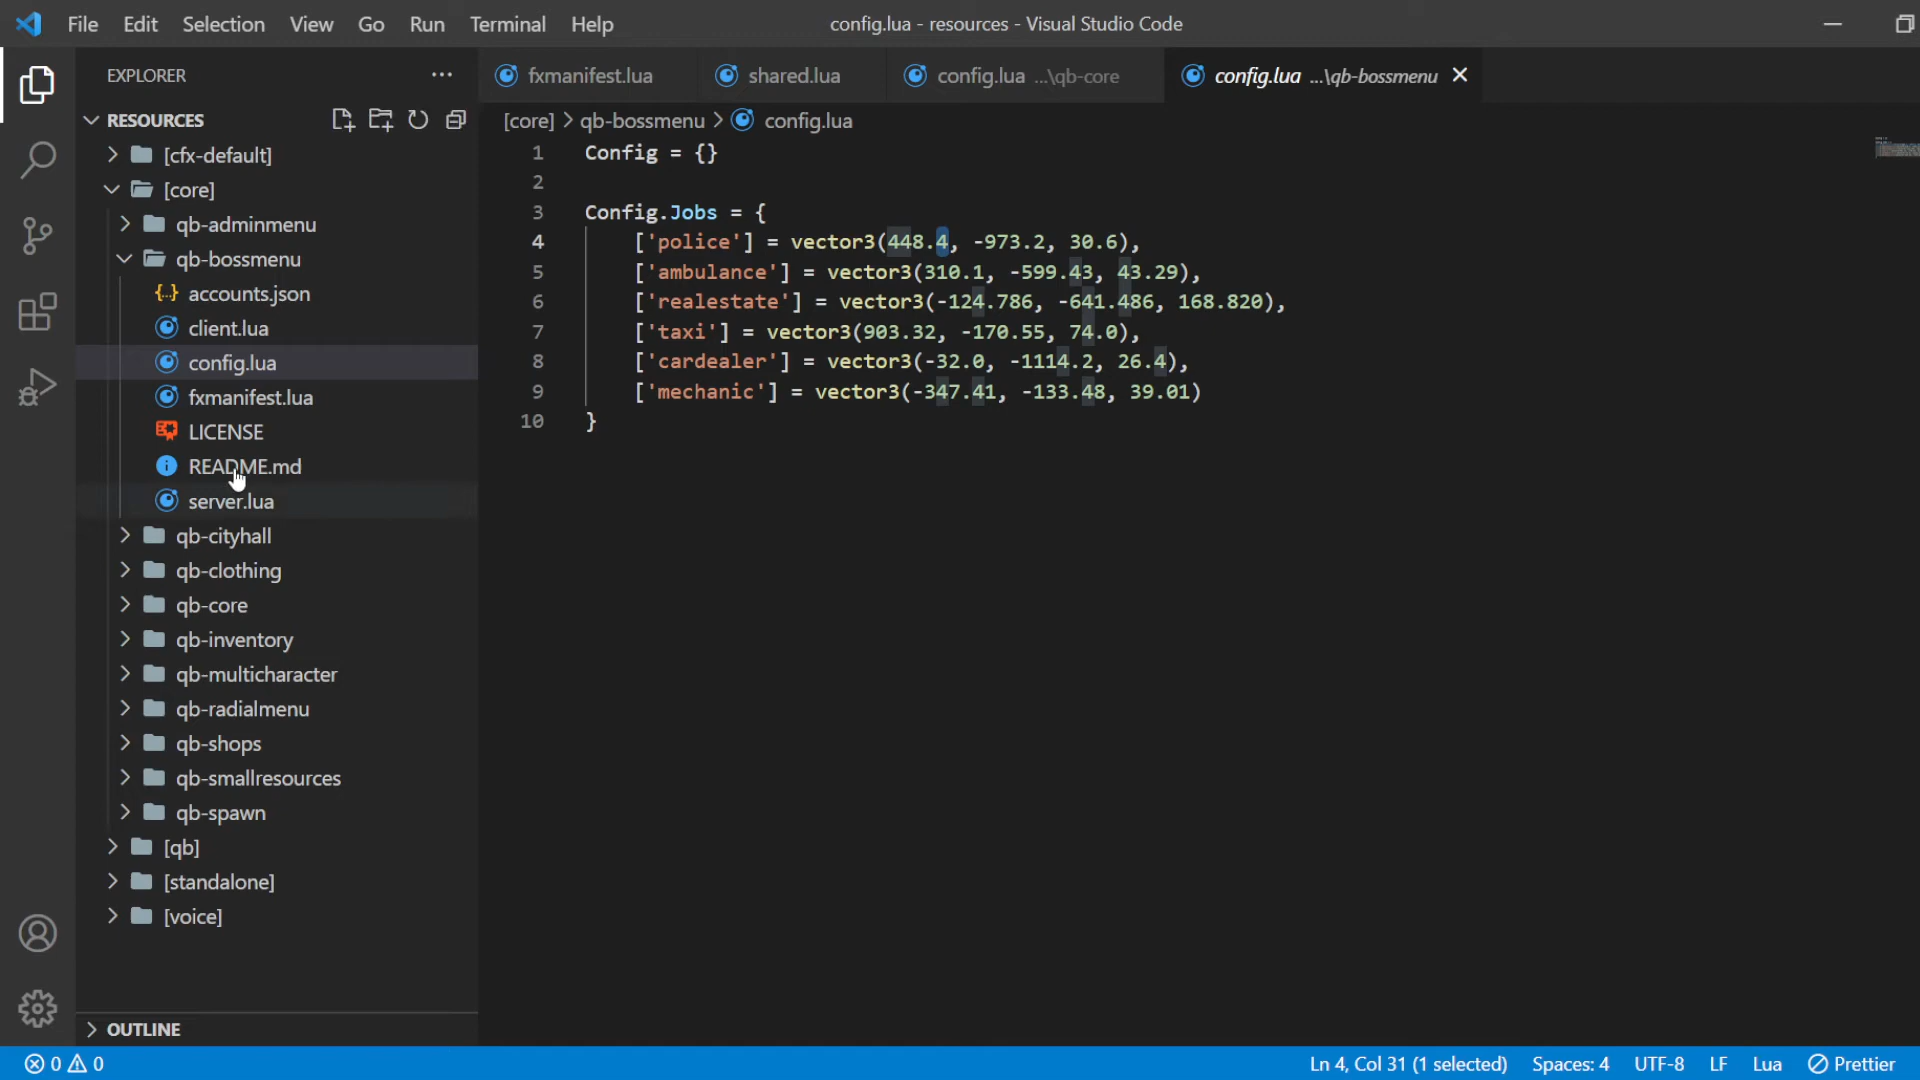 File Edit Selection View Go Run Terminal Help config.lua - resources - Visual Studio Code
EXPLORER
fxmanifest.lua shared.lua config.lua ...\qb-core config.lua ...\qb-bossmenu
RESOURCES
[core] > qb-bossmenu > config.lua
[cfx-default]
[core]
qb-adminmenu
qb-bossmenu
accounts.json
client.lua
config.lua
fxmanifest.lua
LICENSE
README.md
server.lua
qb-cityhall
qb-clothing
qb-core
qb-inventory
qb-multicharacter
qb-radialmenu
qb-shops
qb-smallresources
qb-spawn
[qb]
[standalone]
[voice]
OUTLINE
1 Config = {}
2
3 Config.Jobs = {
4 ['police'] = vector3(448.4, -973.2, 30.6),
5 ['ambulance'] = vector3(310.1, -599.43, 43.29),
6 ['realestate'] = vector3(-124.786, -641.486, 168.820),
7 ['taxi'] = vector3(903.32, -170.55, 74.0),
8 ['cardealer'] = vector3(-32.0, -1114.2, 26.4),
9 ['mechanic'] = vector3(-347.41, -133.48, 39.01)
10 }
0 0 Ln 4, Col 31 (1 selected) Spaces: 4 UTF-8 LF Lua Prettier